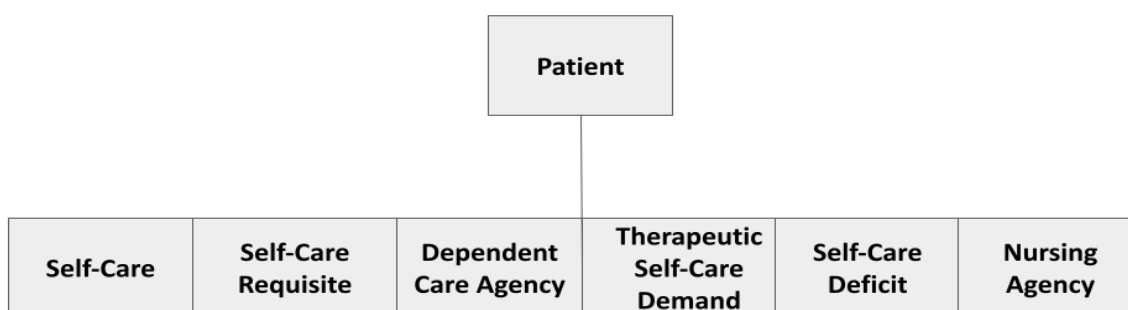 Patient
Self-Care
Self-Care
Requisite
Dependent
Care Agency
Therapeutic
Self-Care
Demand
Self-Care
Deficit
Nursing
Agency